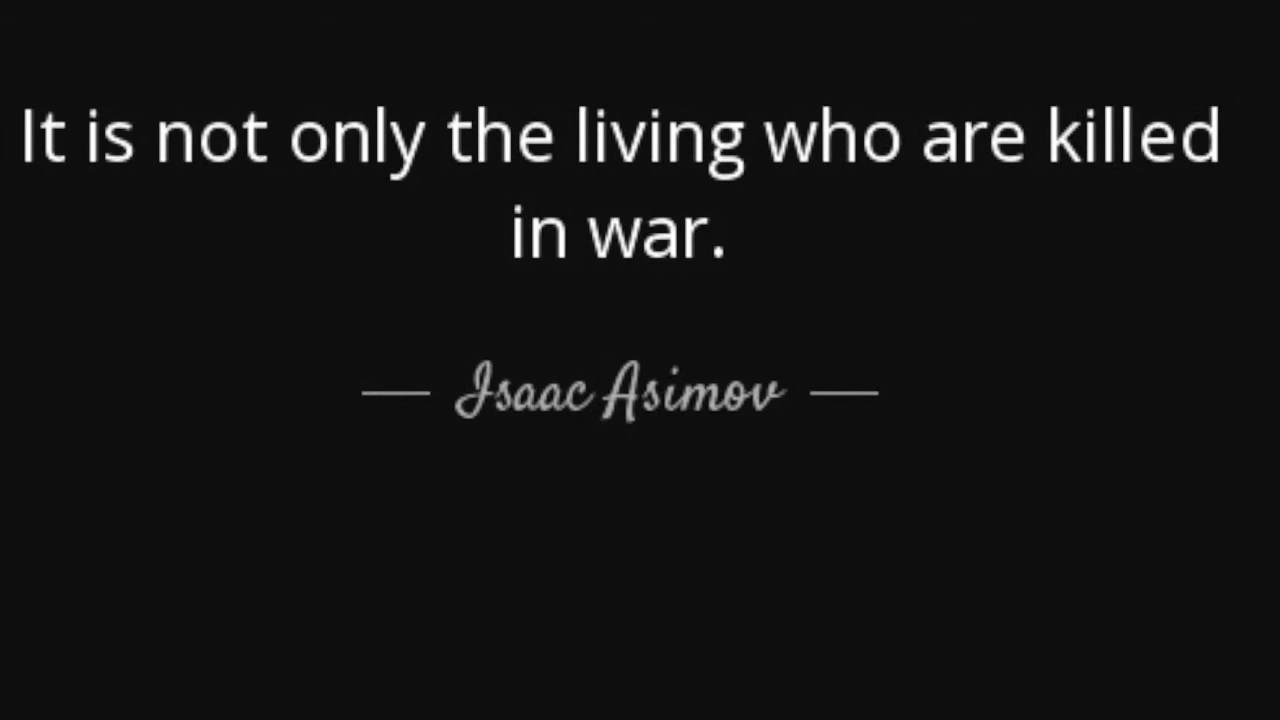 It is not only the living who are killed
in war.
— Isaac Asimov —